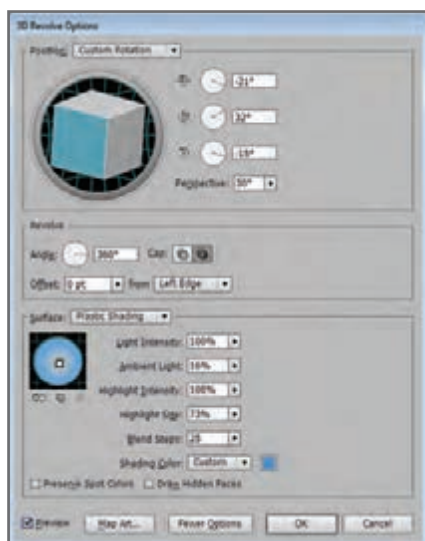 3D Revolve Options
Position: Custom Rotation
-21°
32°
-15°
Perspective: 50°
Revolve
Angle: 360° Cap:
Offset: 0 pt from Left Edge
Surface: Plastic Shading
Light Intensity: 100%
Ambient Light: 16%
Highlight Intensity: 100%
Highlight Size: 73%
Blend Steps: 25
Shading Color: Custom
Preserve Spot Colors Draw Hidden Faces
Preview Map Art... Fewer Options OK Cancel